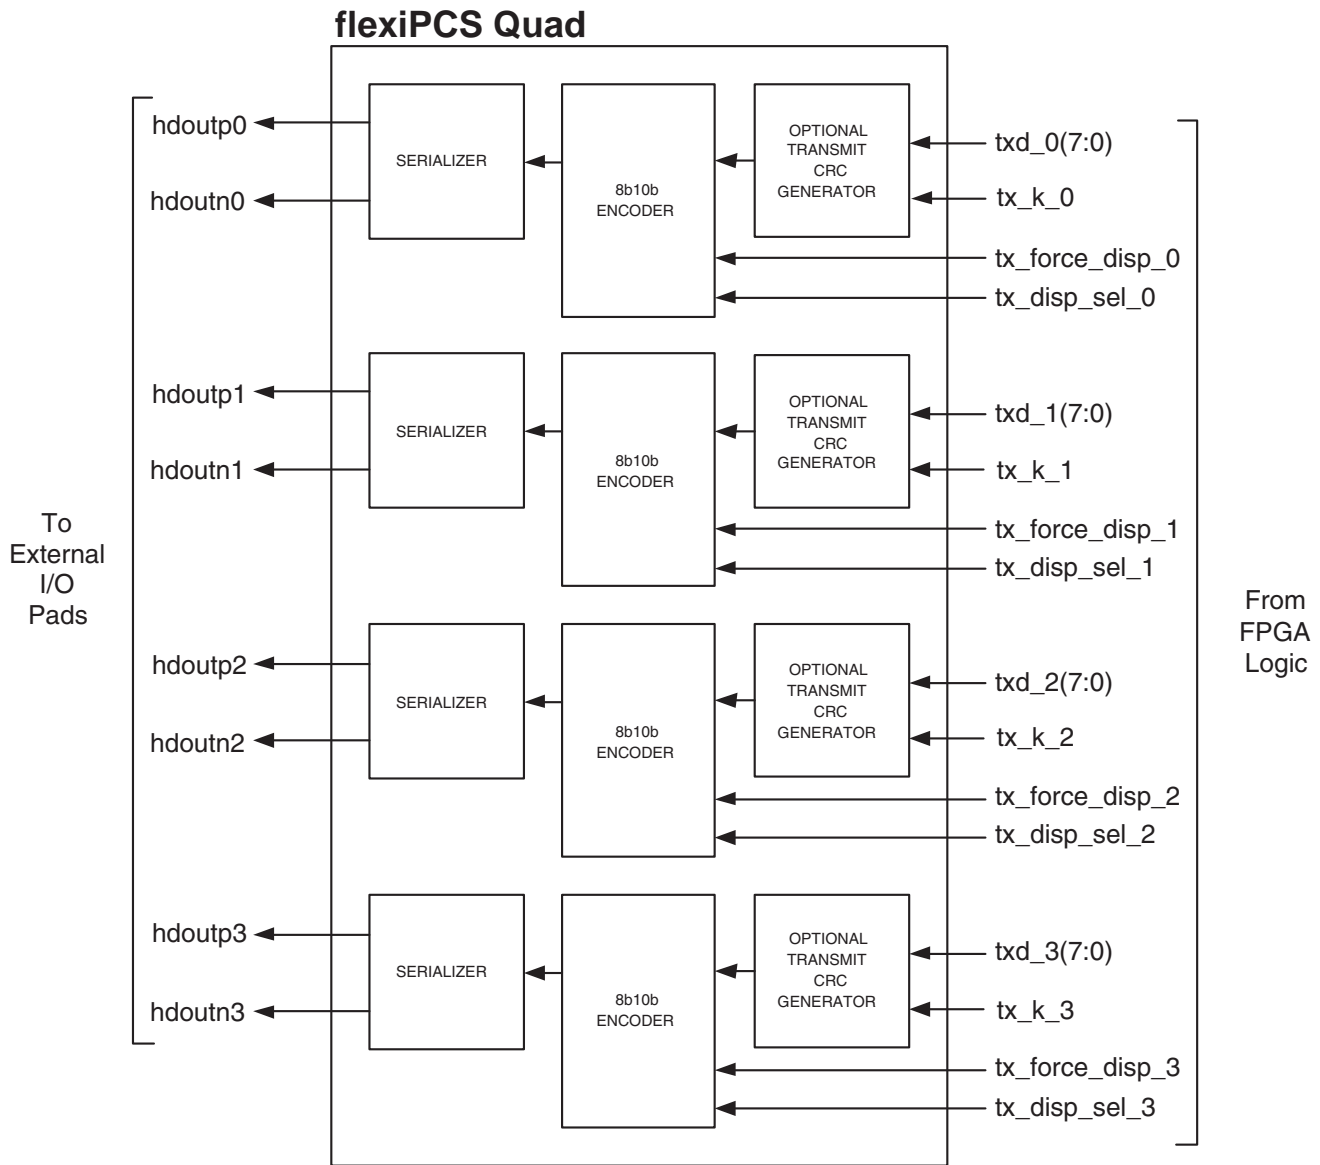 flexiPCS Quad
hdoutp0
hdoutn0
SERIALIZER
8b10b
ENCODER
OPTIONAL
TRANSMIT
CRC
GENERATOR
txd_0(7:0)
tx_k_0
tx_force_disp_0
tx_disp_sel_0
hdoutp1
hdoutn1
SERIALIZER
8b10b
ENCODER
OPTIONAL
TRANSMIT
CRC
GENERATOR
txd_1(7:0)
tx_k_1
tx_force_disp_1
tx_disp_sel_1
To
External
I/O
Pads
From
FPGA
Logic
hdoutp2
hdoutn2
SERIALIZER
8b10b
ENCODER
OPTIONAL
TRANSMIT
CRC
GENERATOR
txd_2(7:0)
tx_k_2
tx_force_disp_2
tx_disp_sel_2
hdoutp3
hdoutn3
SERIALIZER
8b10b
ENCODER
OPTIONAL
TRANSMIT
CRC
GENERATOR
txd_3(7:0)
tx_k_3
tx_force_disp_3
tx_disp_sel_3